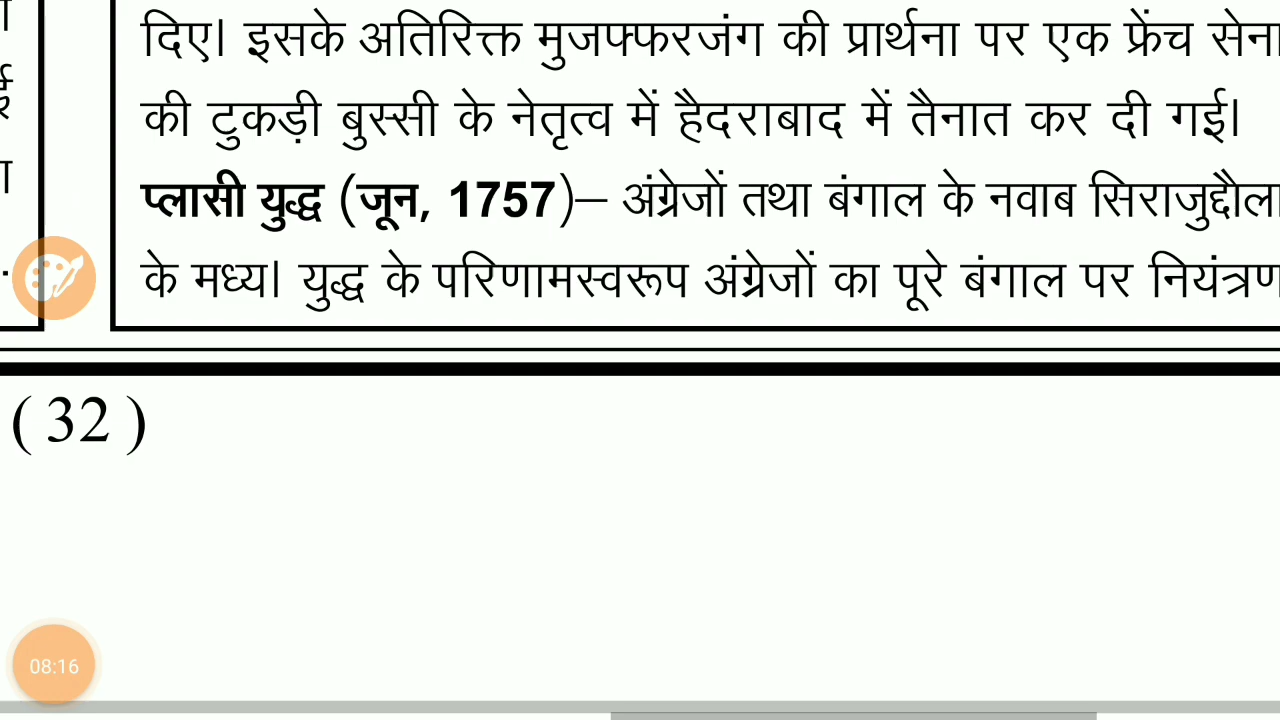 दिए। इसके अतिरिक्त मुजफ्फरजंग की प्रार्थना पर एक फ्रेंच सेना
की टुकड़ी बुस्सी के नेतृत्व में हैदराबाद में तैनात कर दी गई।
प्लासी युद्ध (जून, 1757)– अंग्रेजों तथा बंगाल के नवाब सिराजुद्दौला
के मध्य। युद्ध के परिणामस्वरूप अंग्रेजों का पूरे बंगाल पर नियंत्रण
( 32 )
08:16